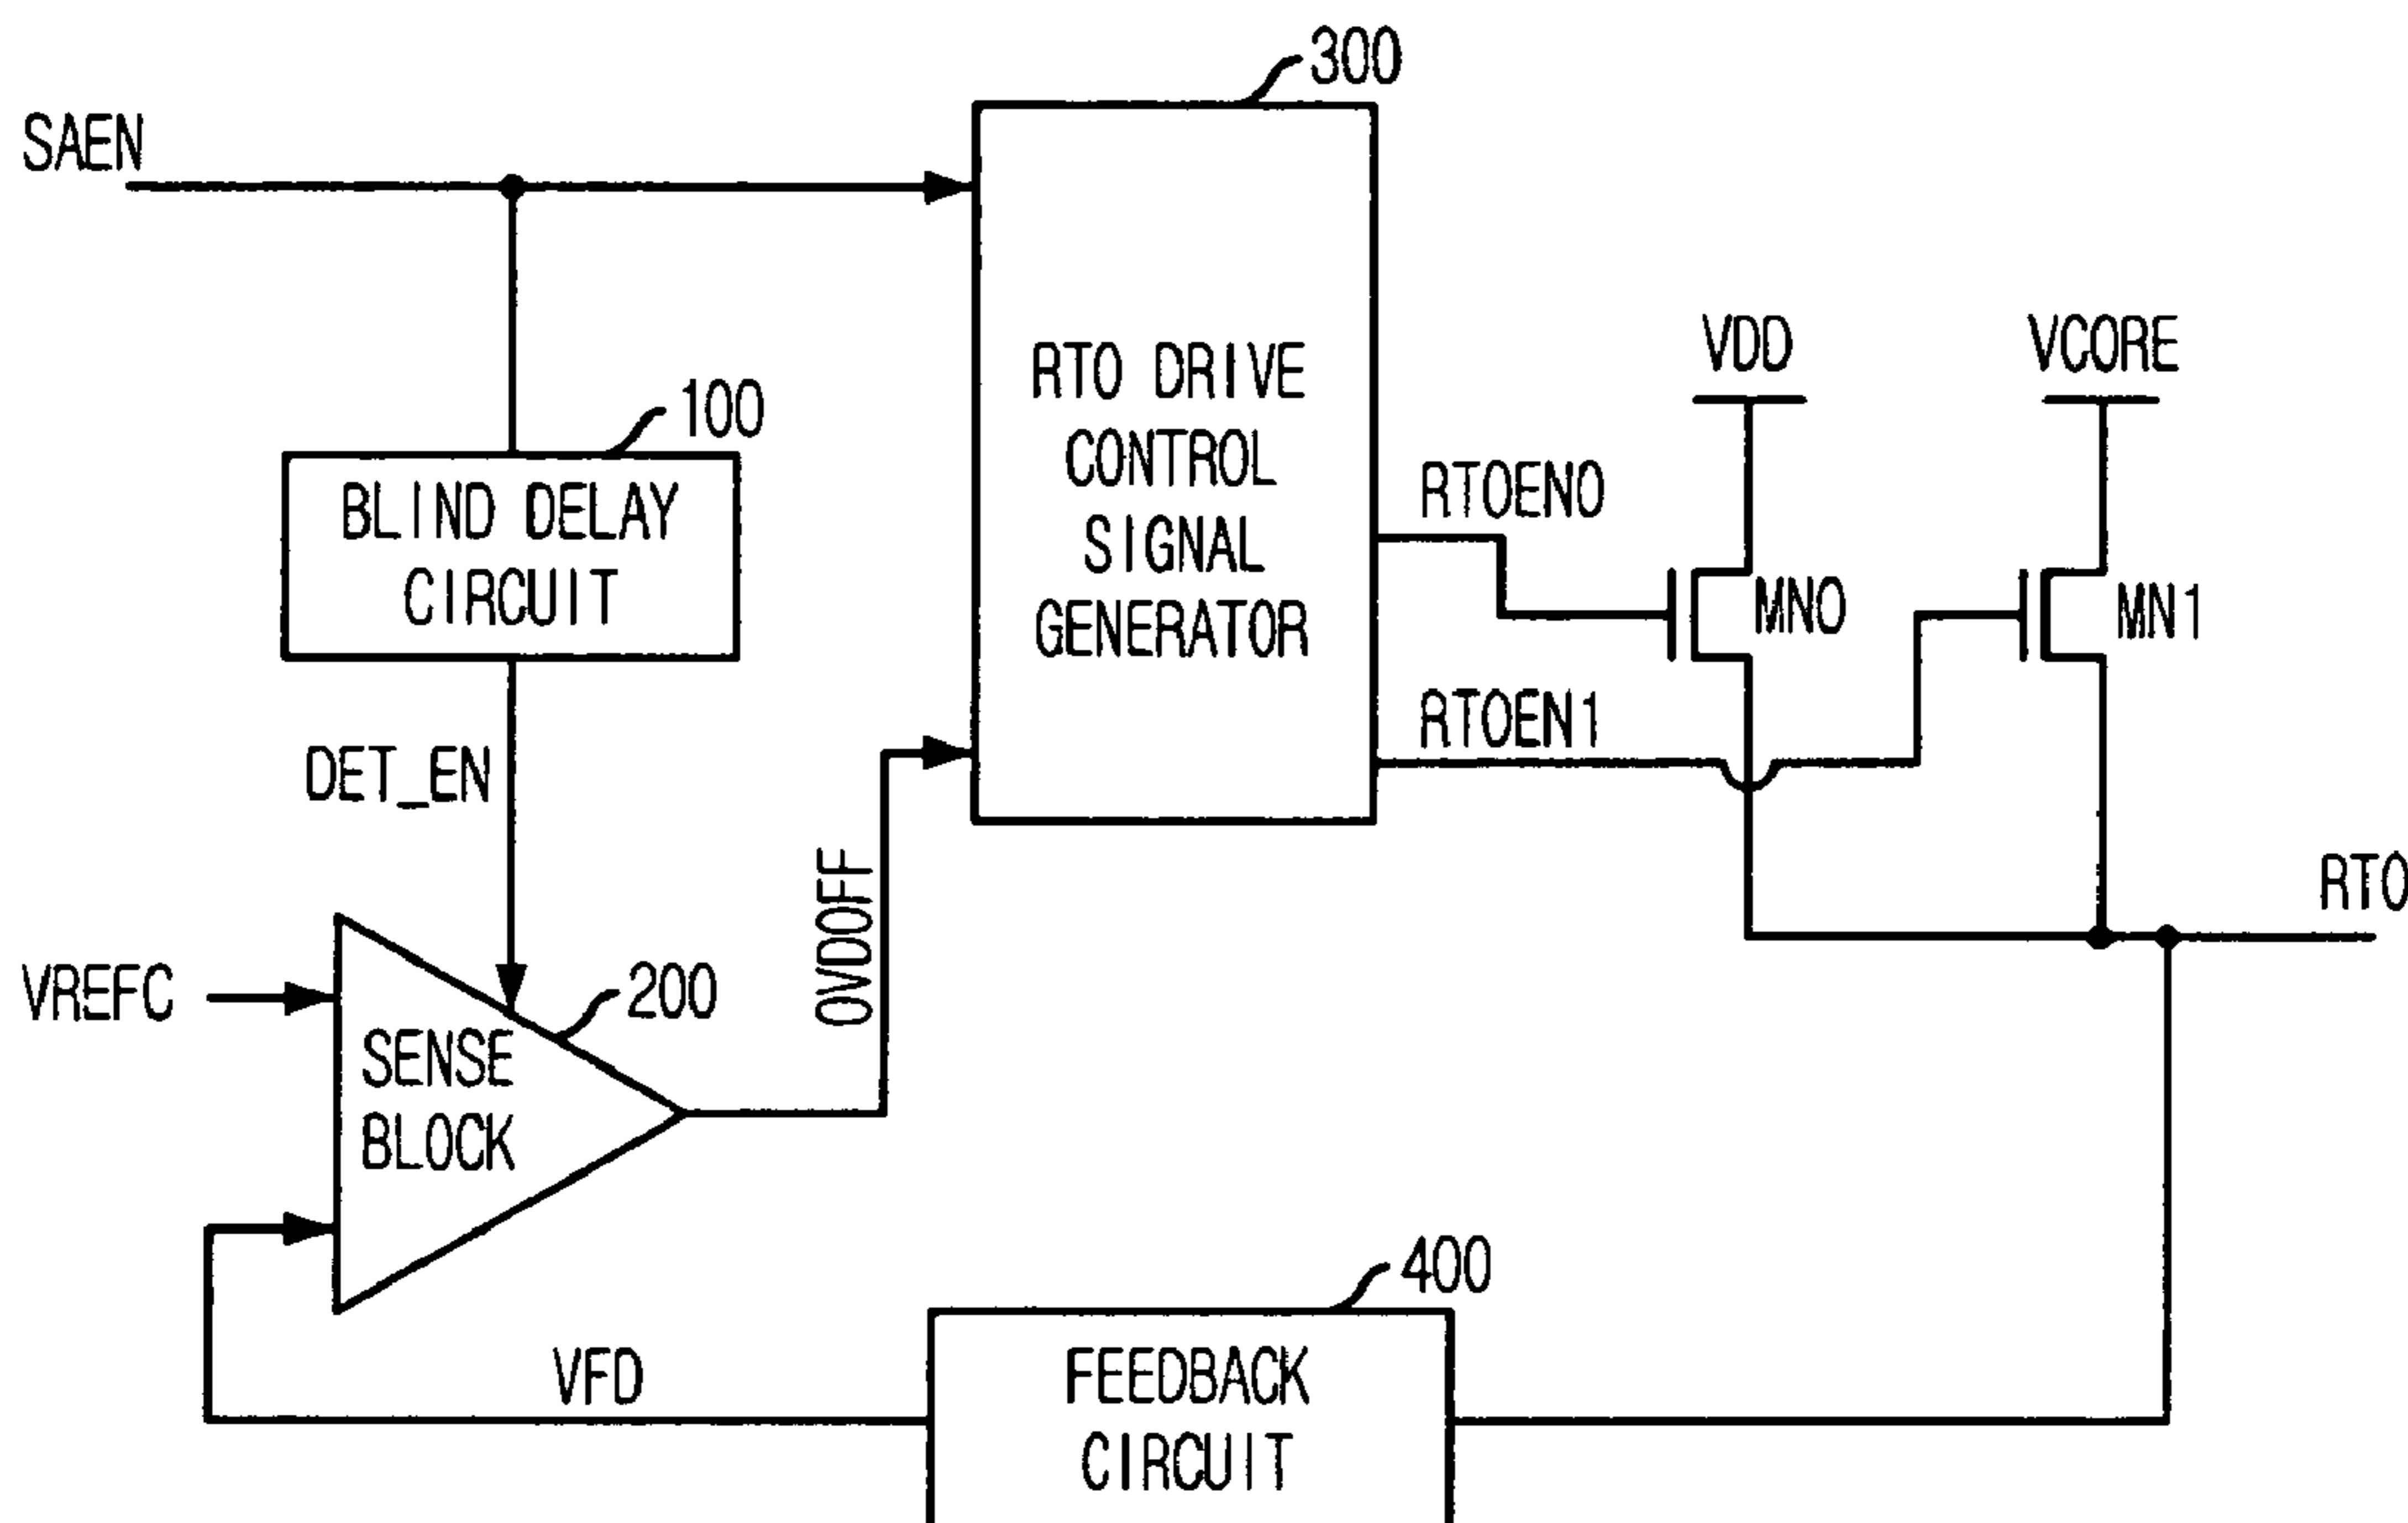 300
SAEN
100
BLIND DELAY
CIRCUIT
RTO DRIVE
CONTROL
SIGNAL
GENERATOR
VDD
VCORE
RTOEN0
MN0
MN1
RTOEN1
DET_EN
OVDOFF
RTO
VREFC
200
SENSE
BLOCK
400
VFD
FEEDBACK
CIRCUIT